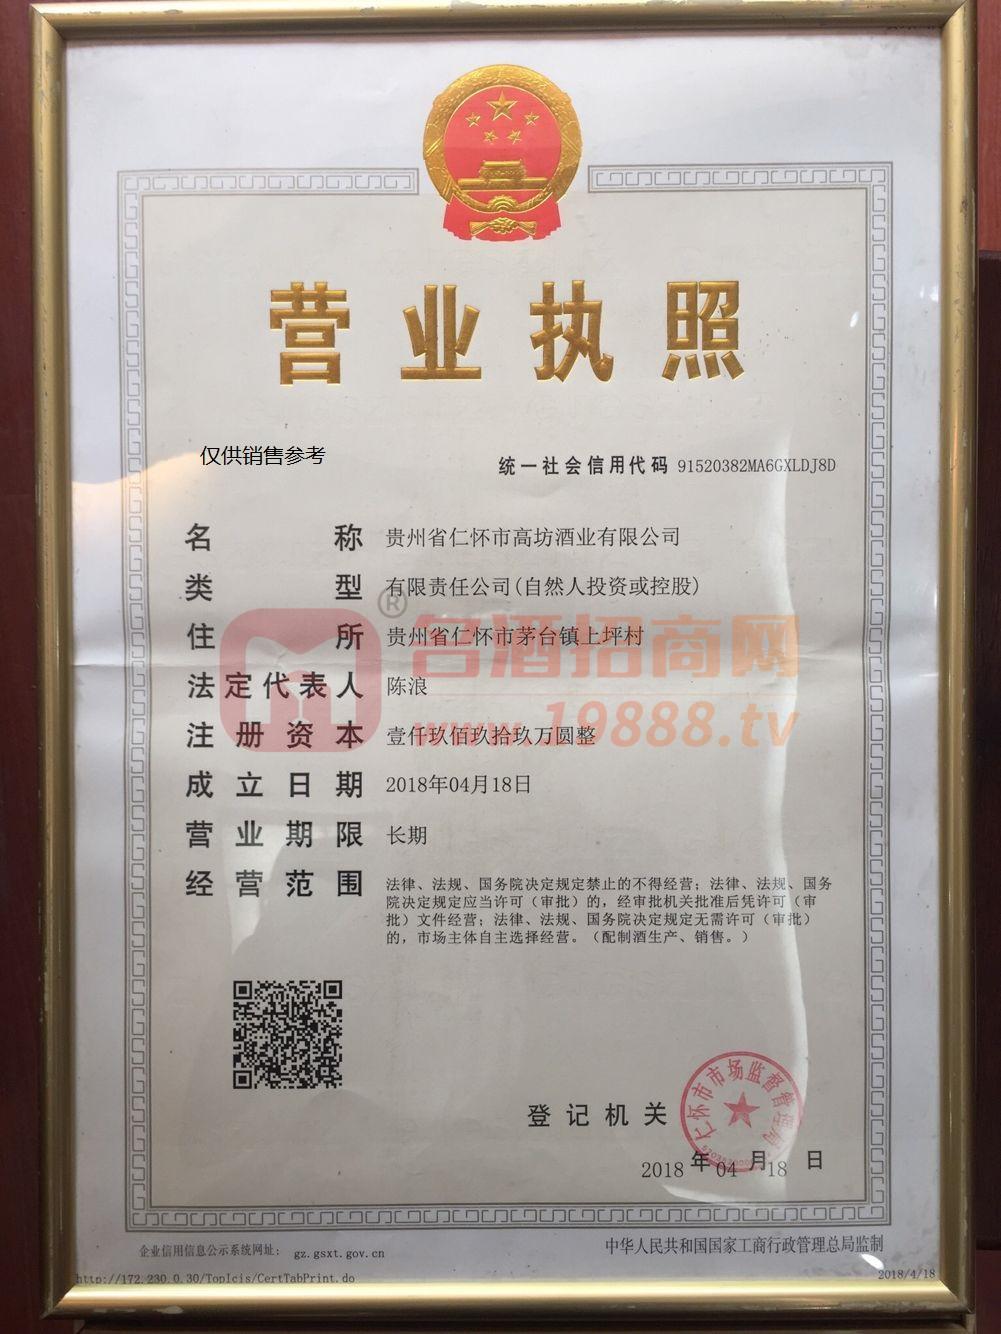 营业执照
仅供销售参考
统一社会信用代码 91520382MA6GXLDJ8D
名称 贵州省仁怀市高坊酒业有限公司
类型 有限责任公司(自然人投资或控股)
住所 贵州省仁怀市茅台镇上坪村
法定代表人 陈浪
注册资本 壹仟玖佰玖拾玖万圆整
成立日期 2018年04月18日
营业期限 长期
经营范围 法律、法规、国务院决定规定禁止的不得经营；法律、法规、国务
院决定规定应当许可（审批）的，经审批机关批准后凭许可（审
批）文件经营；法律、法规、国务院决定规定无需许可（审批）
的，市场主体自主选择经营。（配制酒生产、销售。）
®
名酒招商网
www.19888.tv
登记机关
仁怀市市场监督管理局
2018年04月18日
企业信用信息公示系统网址： gz.gsxt.gov.cn
中华人民共和国国家工商行政管理总局监制
http://172.230.0.30/TopIcis/CertTabPrint.do
2018/4/18